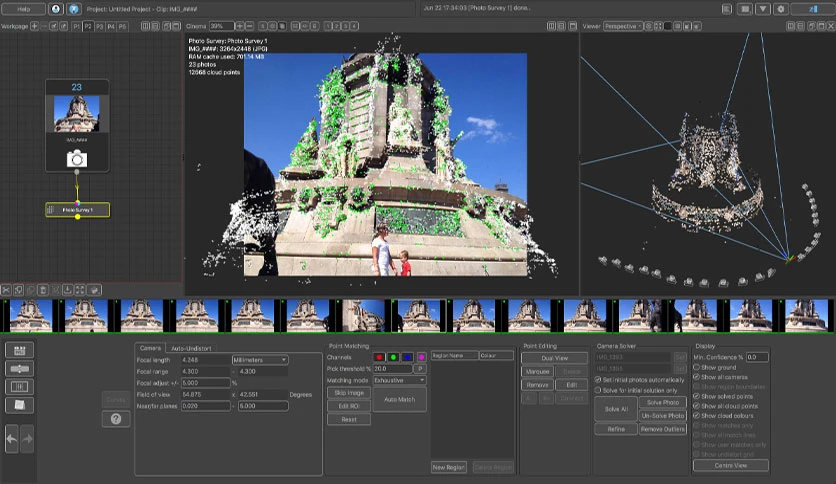 Help
Project: Untitled Project - Clip: IMG_####
Jun 22 17:34:03 [Photo Survey 1] done..
Workpage
P1 P2 P3 P4 P5
Cinema 39%
1 2 3 4
Viewer Perspective
Photo Survey: Photo Survey 1
IMG_####: 3264x2448 (JPG)
RAM cache used: 701.14 MB
23 photos
12568 cloud points
23
IMG_####
Photo Survey 1
Camera
Auto-Undistort
Focal length 4.248 Millimeters
Focal range 4.300 - 4.300
Focal adjust +/- 5.000 %
Field of view 54.875 x 42.551 Degrees
Near/far planes 0.020 - 5.000
Point Matching
Channels
Pick threshold % 20.0 P
Matching mode Exhaustive
Skip Image
Edit ROI
Reset
Auto Match
Region Name
Colour
New Region
Delete Region
Point Editing
Dual View
Marquee
Delete
Remove
Edit
Connect
Camera Solver
Set
Set
Set initial photos automatically
Solve for initial solution only
Solve All
Solve Photo
Un-Solve Photo
Refine
Remove Outliers
Display
Min. Confidence % 0.0
Show ground
Show all cameras
Show region boundaries
Show solved points
Show all cloud points
Show cloud colours
Show matches only
Show all match lines
Show user matches only
Show undistort grid
Centre View